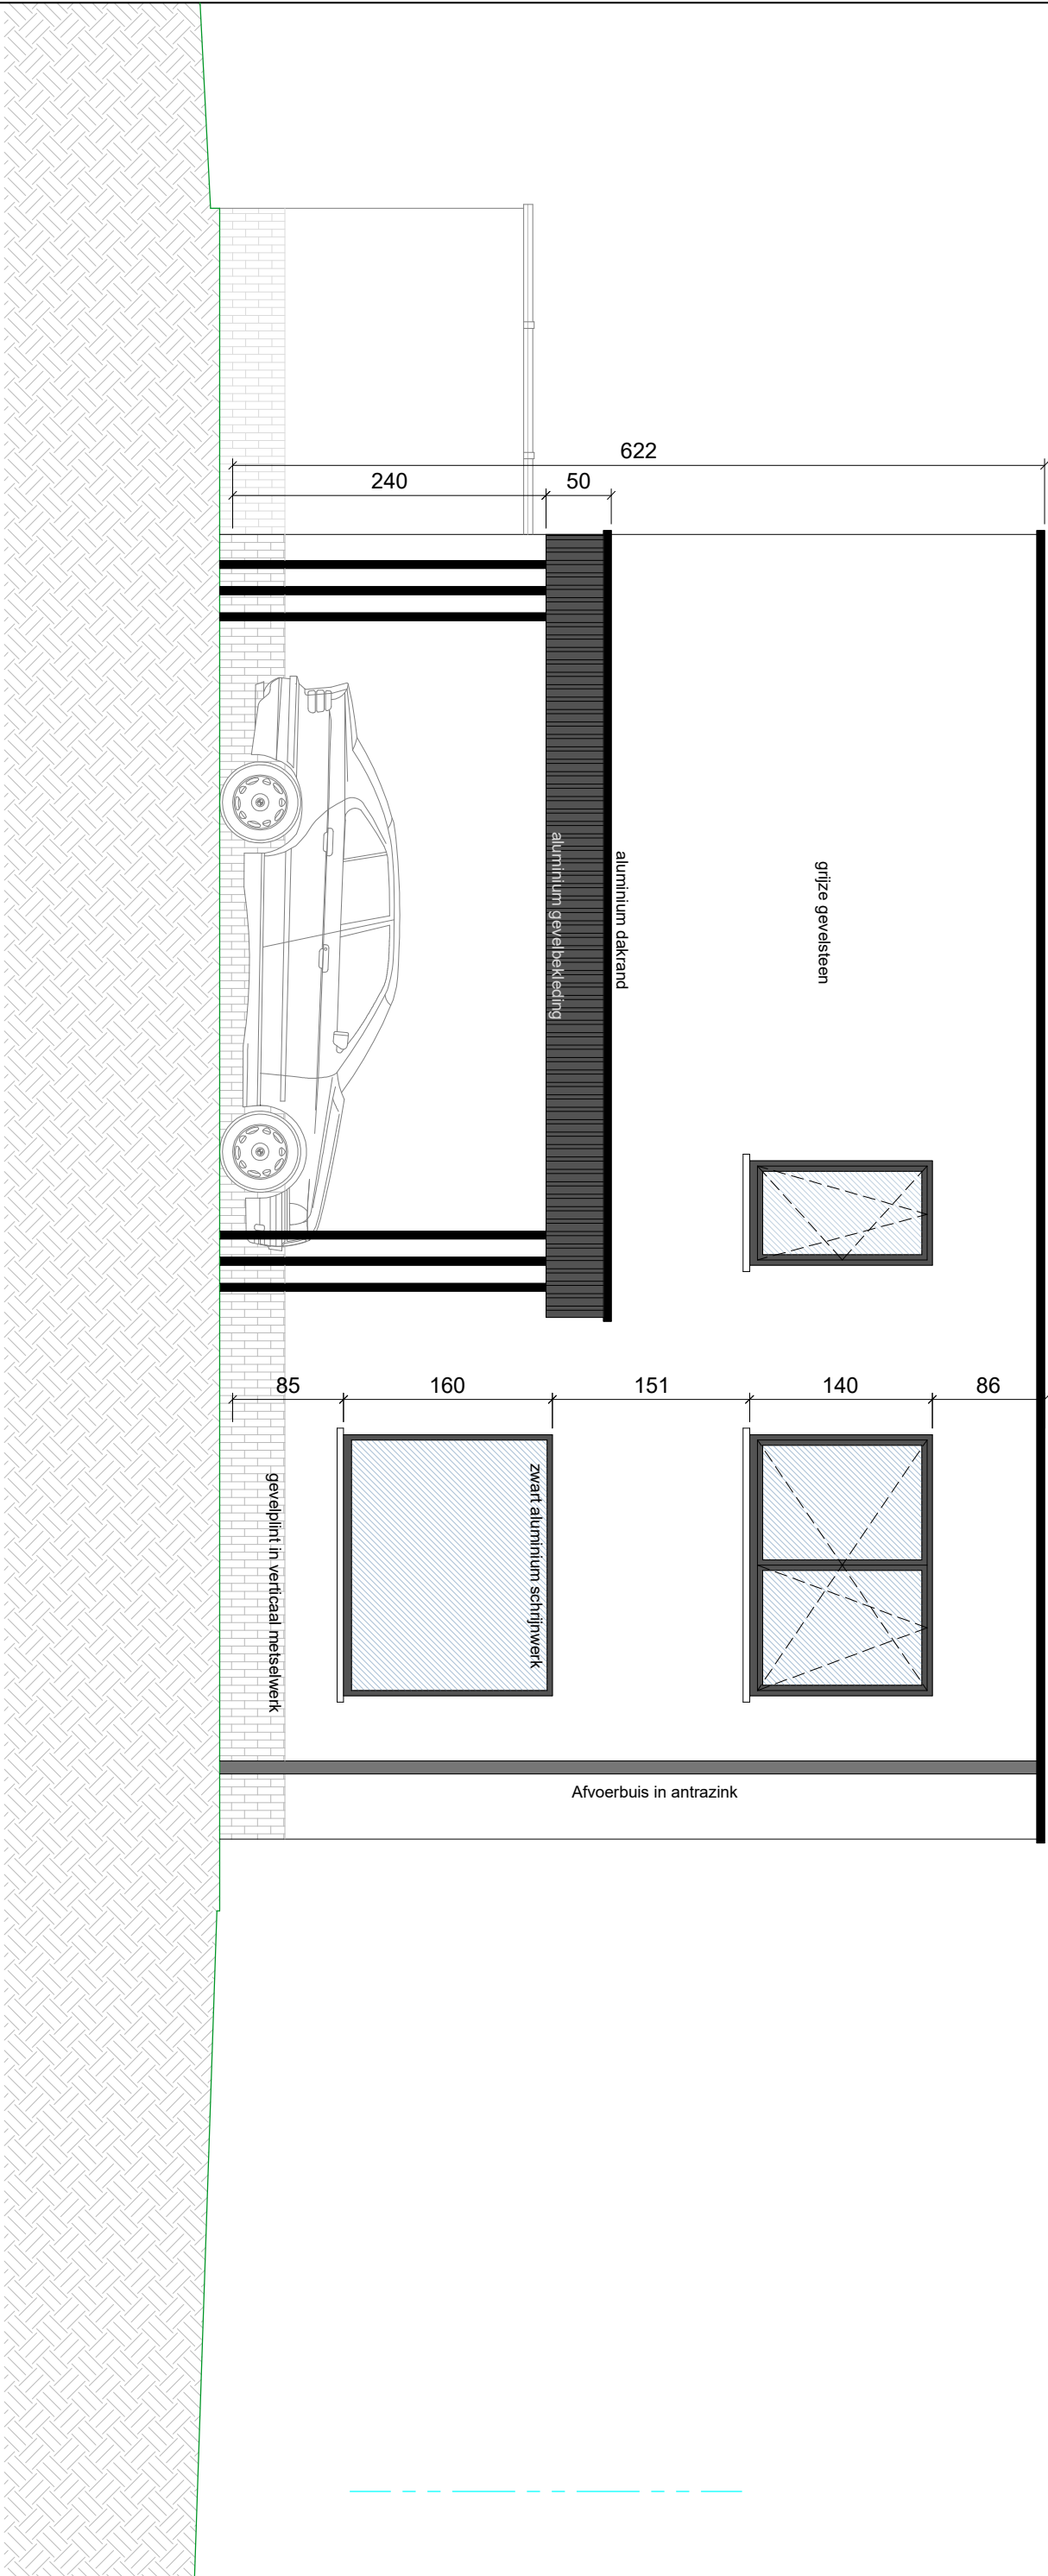 622
240
50
aluminium gevelbekleding
aluminium dakrand
grijze gevelsteen
85
160
151
140
86
gevelplint in verticaal metselwerk
zwart aluminium schrijnwerk
Afvoerbuis in antrazink